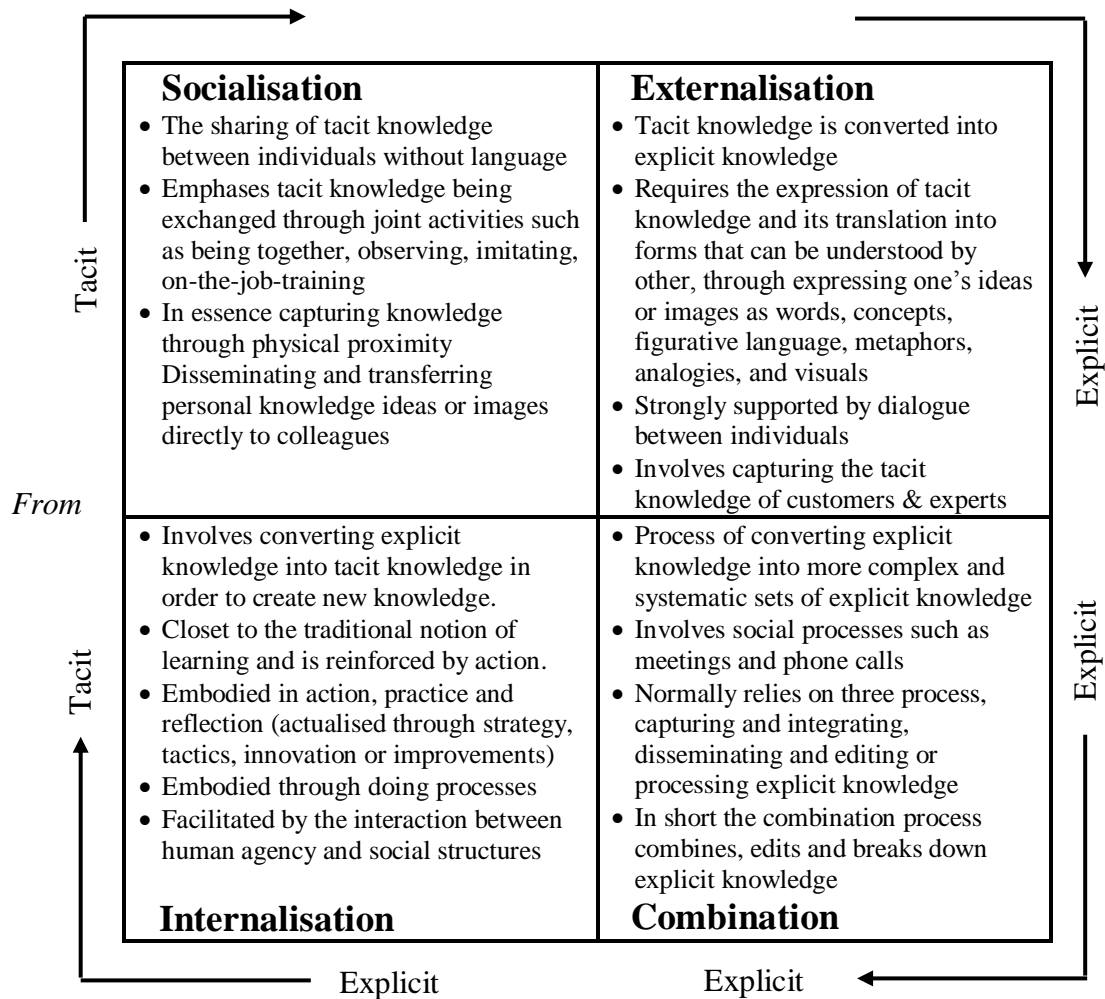 Socialisation
• The sharing of tacit knowledge
between individuals without language
• Emphases tacit knowledge being
exchanged through joint activities such
as being together, observing, imitating,
on-the-job-training
• In essence capturing knowledge
through physical proximity
Disseminating and transferring
personal knowledge ideas or images
directly to colleagues
Externalisation
• Tacit knowledge is converted into
explicit knowledge
• Requires the expression of tacit
knowledge and its translation into
forms that can be understood by
other, through expressing one’s ideas
or images as words, concepts,
figurative language, metaphors,
analogies, and visuals
• Strongly supported by dialogue
between individuals
• Involves capturing the tacit
knowledge of customers & experts
Tacit
Explicit
From
• Involves converting explicit
knowledge into tacit knowledge in
order to create new knowledge.
• Closet to the traditional notion of
learning and is reinforced by action.
• Embodied in action, practice and
reflection (actualised through strategy,
tactics, innovation or improvements)
• Embodied through doing processes
• Facilitated by the interaction between
human agency and social structures
Internalisation
• Process of converting explicit
knowledge into more complex and
systematic sets of explicit knowledge
• Involves social processes such as
meetings and phone calls
• Normally relies on three process,
capturing and integrating,
disseminating and editing or
processing explicit knowledge
• In short the combination process
combines, edits and breaks down
explicit knowledge
Combination
Tacit
Explicit
Explicit
Explicit